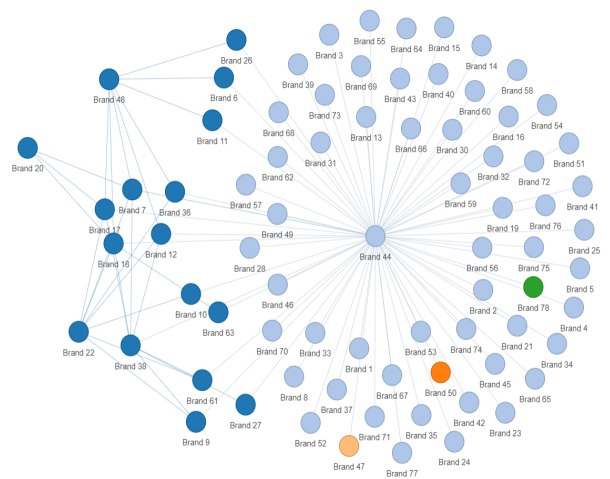 Brand 55
Brand 3
Brand 64
Brand 15
Brand 26
Brand 14
Brand 39
Brand 69
Brand 43
Brand 40
Brand 58
Brand 48
Brand 6
Brand 73
Brand 60
Brand 54
Brand 11
Brand 68
Brand 13
Brand 66
Brand 30
Brand 16
Brand 20
Brand 31
Brand 51
Brand 62
Brand 32
Brand 72
Brand 57
Brand 59
Brand 41
Brand 7
Brand 36
Brand 17
Brand 49
Brand 19
Brand 76
Brand 18
Brand 12
Brand 44
Brand 25
Brand 28
Brand 56
Brand 75
Brand 5
Brand 46
Brand 2
Brand 78
Brand 10
Brand 63
Brand 4
Brand 22
Brand 70
Brand 33
Brand 53
Brand 74
Brand 21
Brand 34
Brand 38
Brand 1
Brand 45
Brand 61
Brand 8
Brand 37
Brand 67
Brand 50
Brand 65
Brand 9
Brand 27
Brand 52
Brand 71
Brand 35
Brand 42
Brand 23
Brand 47
Brand 77
Brand 24